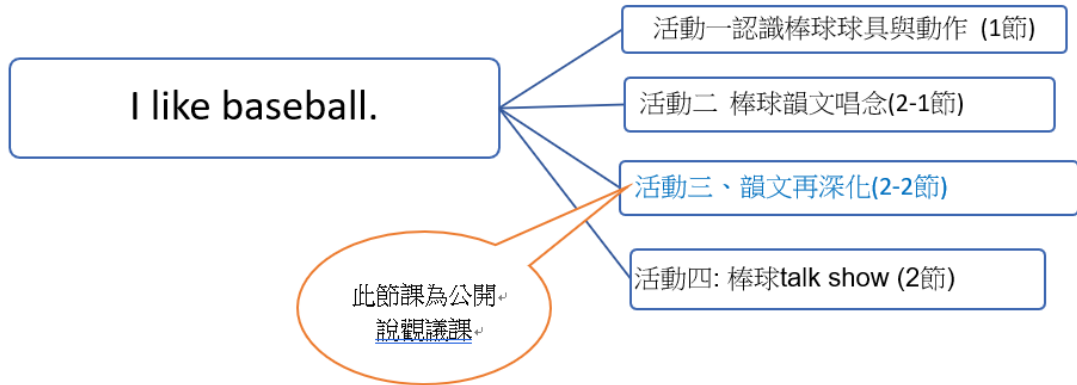 I like baseball.
活動一認識棒球球具與動作 (1節)
活動二 棒球韻文唱念(2-1節)
活動三、韻文再深化(2-2節)
活動四: 棒球talk show (2節)
此節課為公開
說觀議課